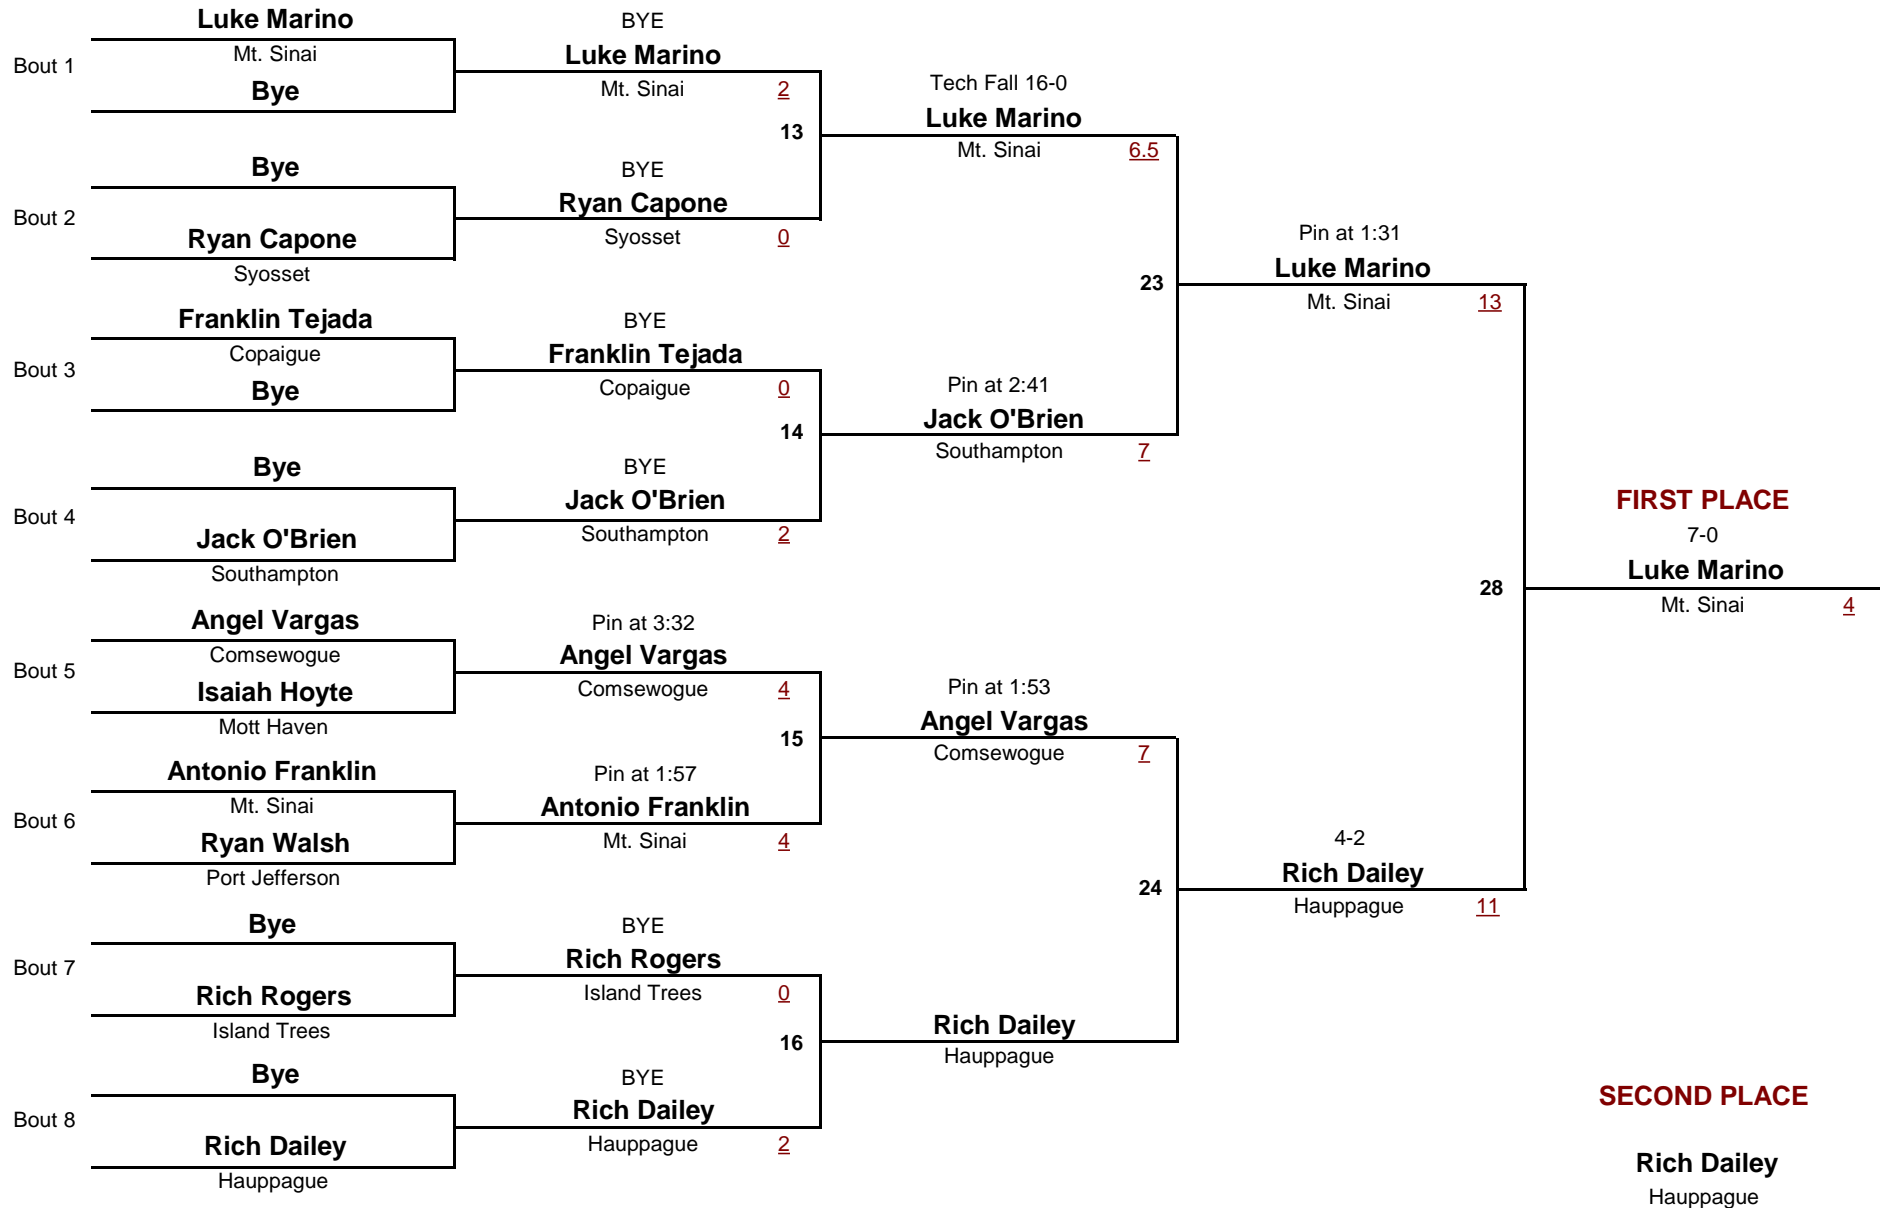 Luke Marino
Bout 1
Mt. Sinai
Bye
Bye
Bout 2
Ryan Capone
Syosset
Franklin Tejada
Bout 3
Copaigue
Bye
Bye
Bout 4
Jack O'Brien
Southampton
Angel Vargas
Bout 5
Comsewogue
Isaiah Hoyte
Mott Haven
Antonio Franklin
Bout 6
Mt. Sinai
Ryan Walsh
Port Jefferson
Bye
Bout 7
Rich Rogers
Island Trees
Bye
Bout 8
Rich Dailey
Hauppague
BYE
Luke Marino
Mt. Sinai 2
13
BYE
Ryan Capone
Syosset 0
BYE
Franklin Tejada
Copaigue 0
14
BYE
Jack O'Brien
Southampton 2
Pin at 3:32
Angel Vargas
Comsewogue 4
15
Pin at 1:57
Antonio Franklin
Mt. Sinai 4
BYE
Rich Rogers
Island Trees 0
16
BYE
Rich Dailey
Hauppague 2
Tech Fall 16-0
Luke Marino
Mt. Sinai 6.5
23
Pin at 2:41
Jack O'Brien
Southampton 7
Pin at 1:53
Angel Vargas
Comsewogue 7
24
Rich Dailey
Hauppague
Pin at 1:31
Luke Marino
Mt. Sinai 13
28
4-2
Rich Dailey
Hauppague 11
FIRST PLACE
7-0
Luke Marino
Mt. Sinai 4
SECOND PLACE
Rich Dailey
Hauppague